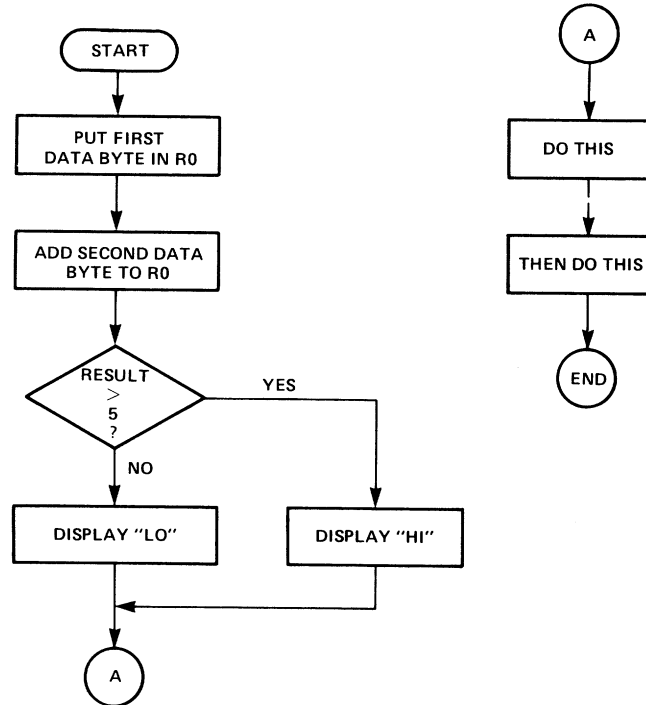 START
PUT FIRST
DATA BYTE IN R0
ADD SECOND DATA
BYTE TO R0
RESULT
>
5
?
YES
NO
DISPLAY "LO"
DISPLAY "HI"
A
A
DO THIS
THEN DO THIS
END